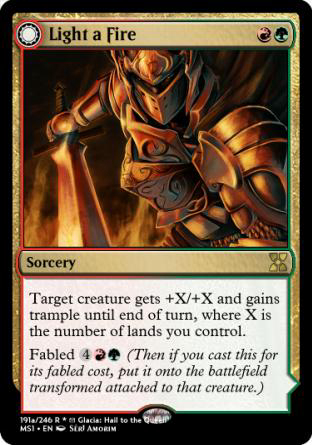 Light a Fire
Sorcery
Target creature gets +X/+X and gains
trample until end of turn, where X is
the number of lands you control.
Fabled 4 (Then if you cast this for
its fabled cost, put it onto the battlefield
transformed attached to that creature.)
191a/246 R * Glacia: Hail to the Queen
MSI • EN SERJ AMORIM